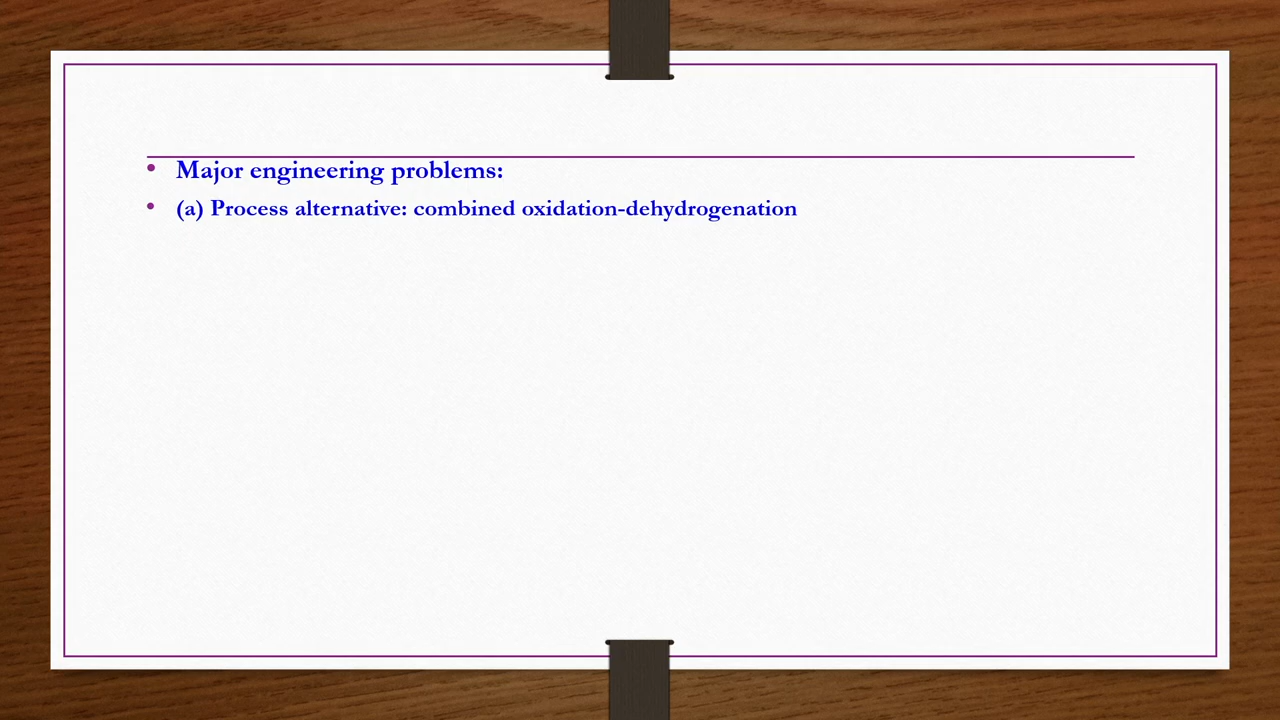 • Major engineering problems:
• (a) Process alternative: combined oxidation-dehydrogenation